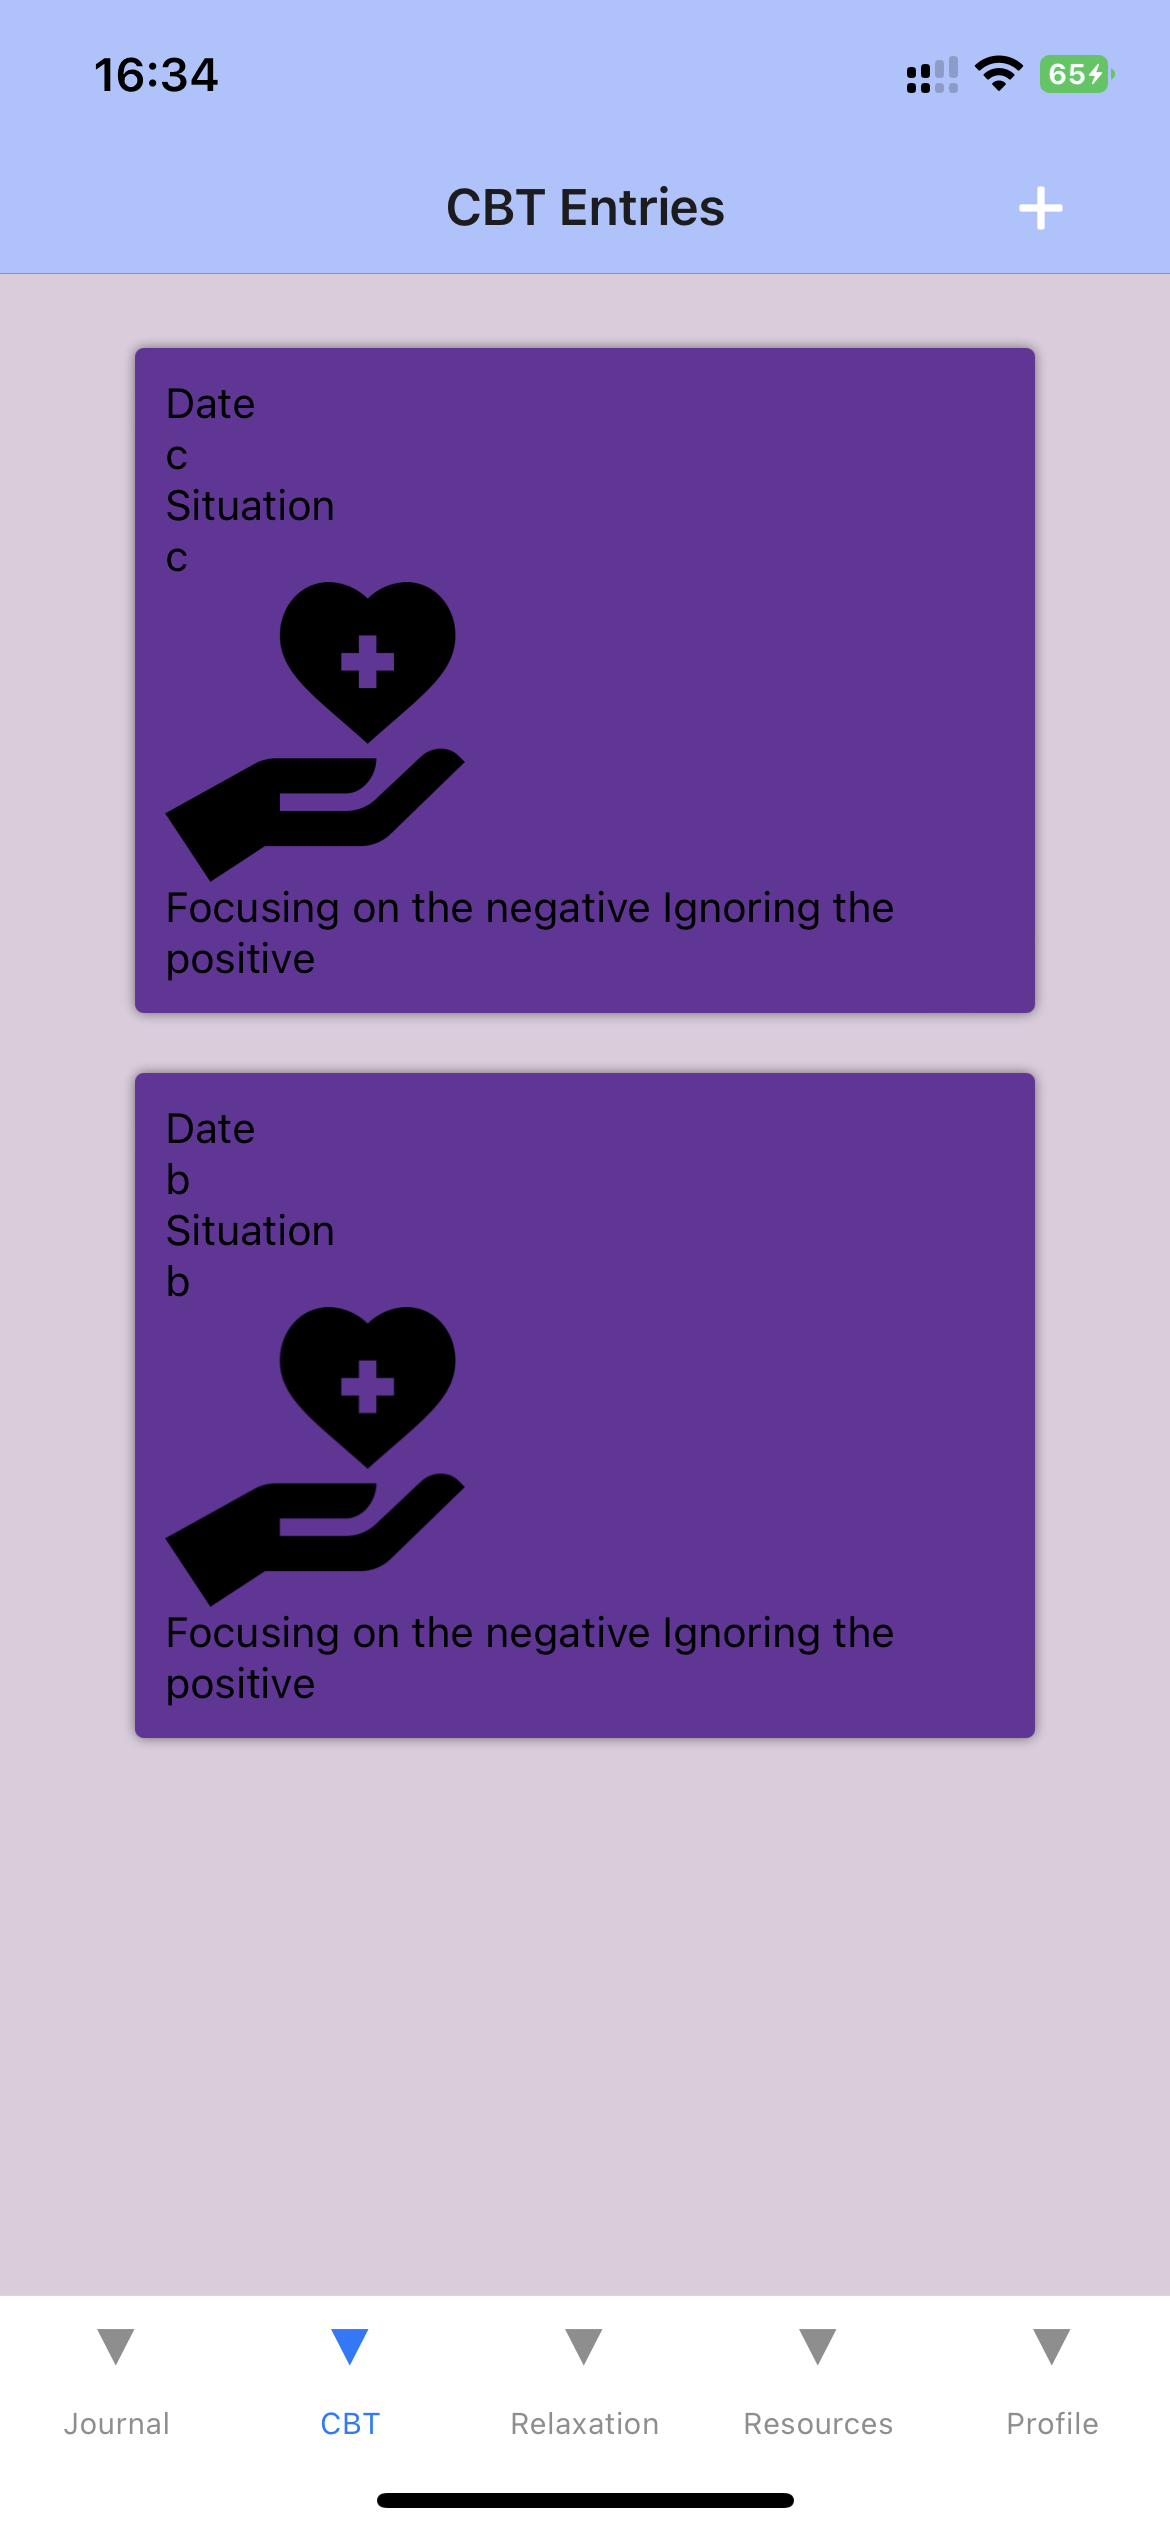 16:34
65
CBT Entries
Date
c
Situation
c
Focusing on the negative Ignoring the
positive
Date
b
Situation
b
Focusing on the negative Ignoring the
positive
Journal CBT Relaxation Resources Profile